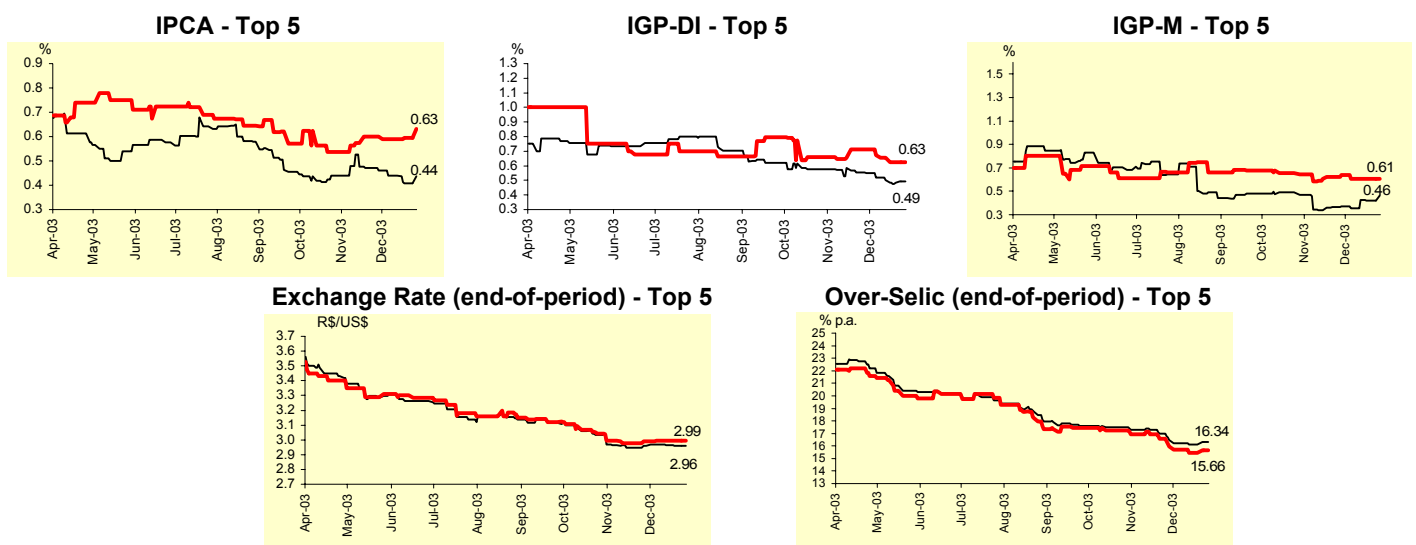 IPCA - Top 5
%
0.9
0.8
0.7
0.6
0.5
0.4
0.3
0.63
0.44
Apr-03
May-03
Jun-03
Jul-03
Aug-03
Sep-03
Oct-03
Nov-03
Dec-03
IGP-DI - Top 5
%
1.3
1.2
1.1
1.0
0.9
0.8
0.7
0.6
0.5
0.4
0.3
0.63
0.49
Apr-03
May-03
Jun-03
Jul-03
Aug-03
Sep-03
Oct-03
Nov-03
Dec-03
IGP-M - Top 5
%
1.5
1.3
1.1
0.9
0.7
0.5
0.3
0.61
0.46
Apr-03
May-03
Jun-03
Jul-03
Aug-03
Sep-03
Oct-03
Nov-03
Dec-03
Exchange Rate (end-of-period) - Top 5
R$/US$
3.7
3.6
3.5
3.4
3.3
3.2
3.1
3.0
2.9
2.8
2.7
2.99
2.96
Apr-03
May-03
Jun-03
Jul-03
Aug-03
Sep-03
Oct-03
Nov-03
Dec-03
Over-Selic (end-of-period) - Top 5
% p.a.
25
24
23
22
21
20
19
18
17
16
15
14
13
16.34
15.66
Apr-03
May-03
Jun-03
Jul-03
Aug-03
Sep-03
Oct-03
Nov-03
Dec-03